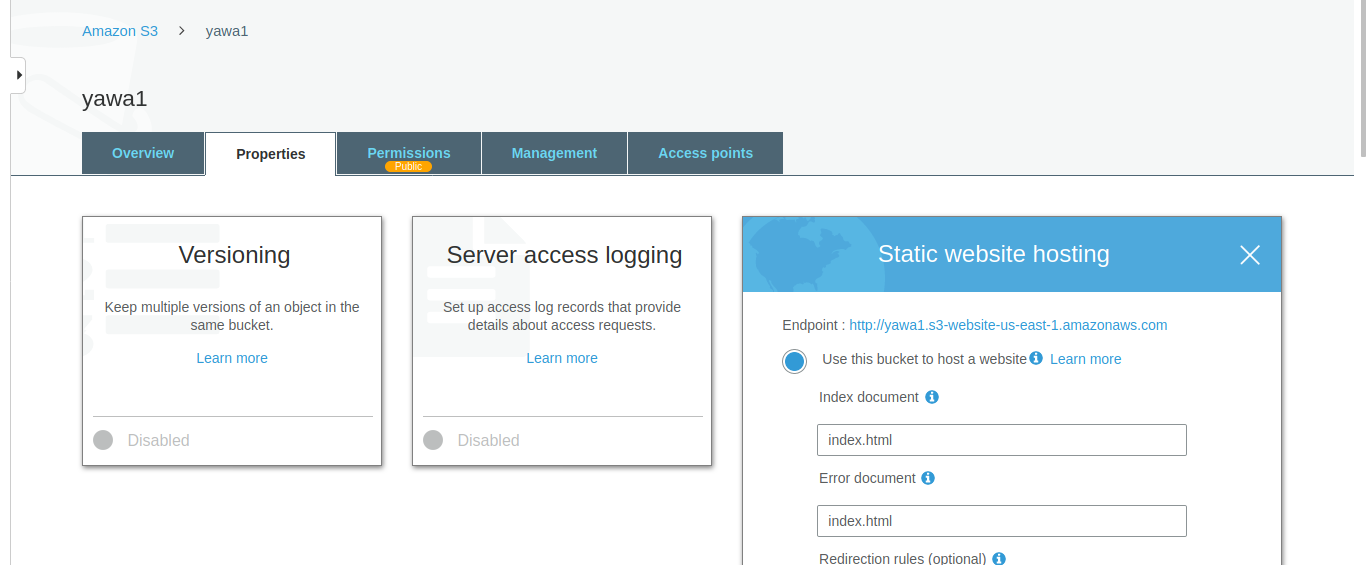 Amazon S3 > yawa1
yawa1
Overview
Properties
Permissions
Public
Management
Access points
Versioning
Keep multiple versions of an object in the
same bucket.
Learn more
Disabled
Server access logging
Set up access log records that provide
details about access requests.
Learn more
Disabled
Static website hosting
Endpoint : http://yawa1.s3-website-us-east-1.amazonaws.com
Use this bucket to host a website Learn more
Index document
index.html
Error document
index.html
Redirection rules (optional)